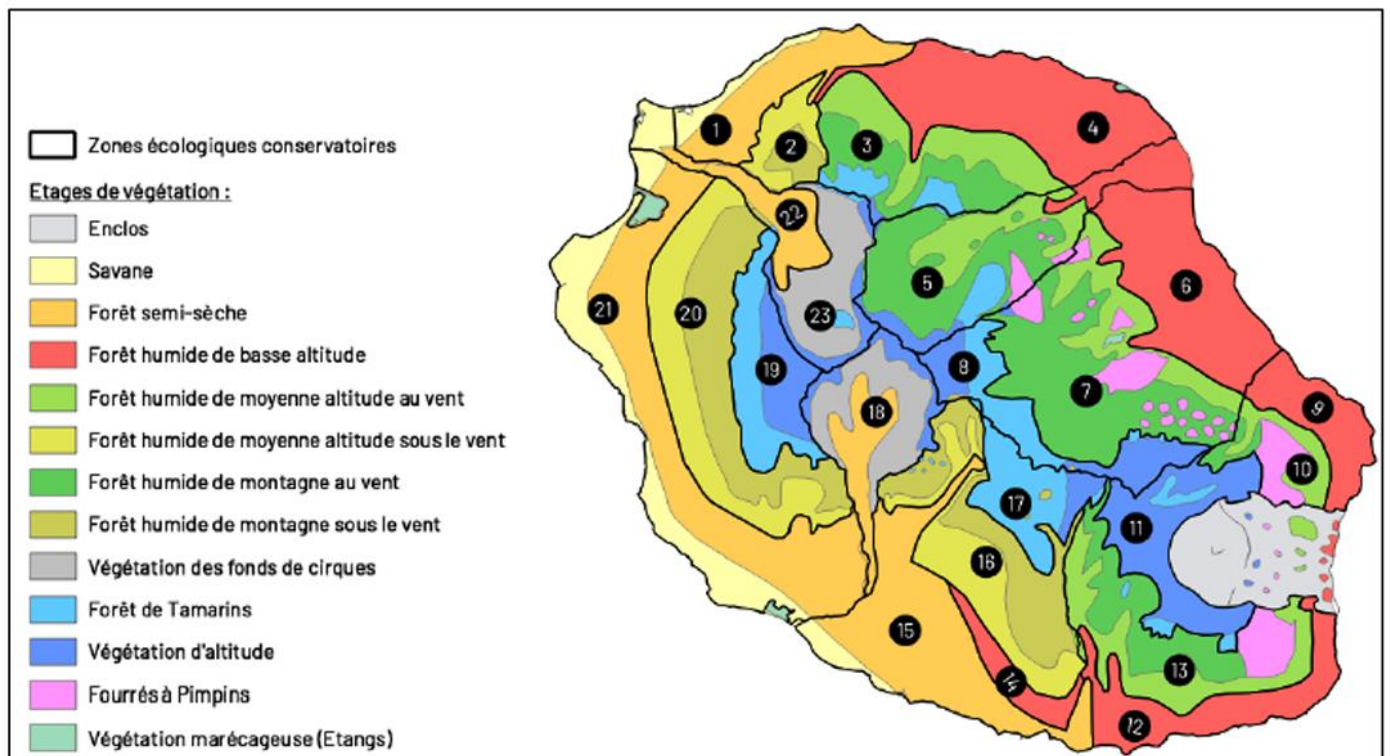 Zones écologiques conservatoires
Etages de végétation :
Enclos
Savane
Forêt semi-sèche
Forêt humide de basse altitude
Forêt humide de moyenne altitude au vent
Forêt humide de moyenne altitude sous le vent
Forêt humide de montagne au vent
Forêt humide de montagne sous le vent
Végétation des fonds de cirques
Forêt de Tamarins
Végétation d'altitude
Fourrés à Pimpins
Végétation marécageuse (Etangs)
1
2
3
4
22
5
6
21
20
23
19
8
7
18
9
10
17
11
16
15
14
13
12